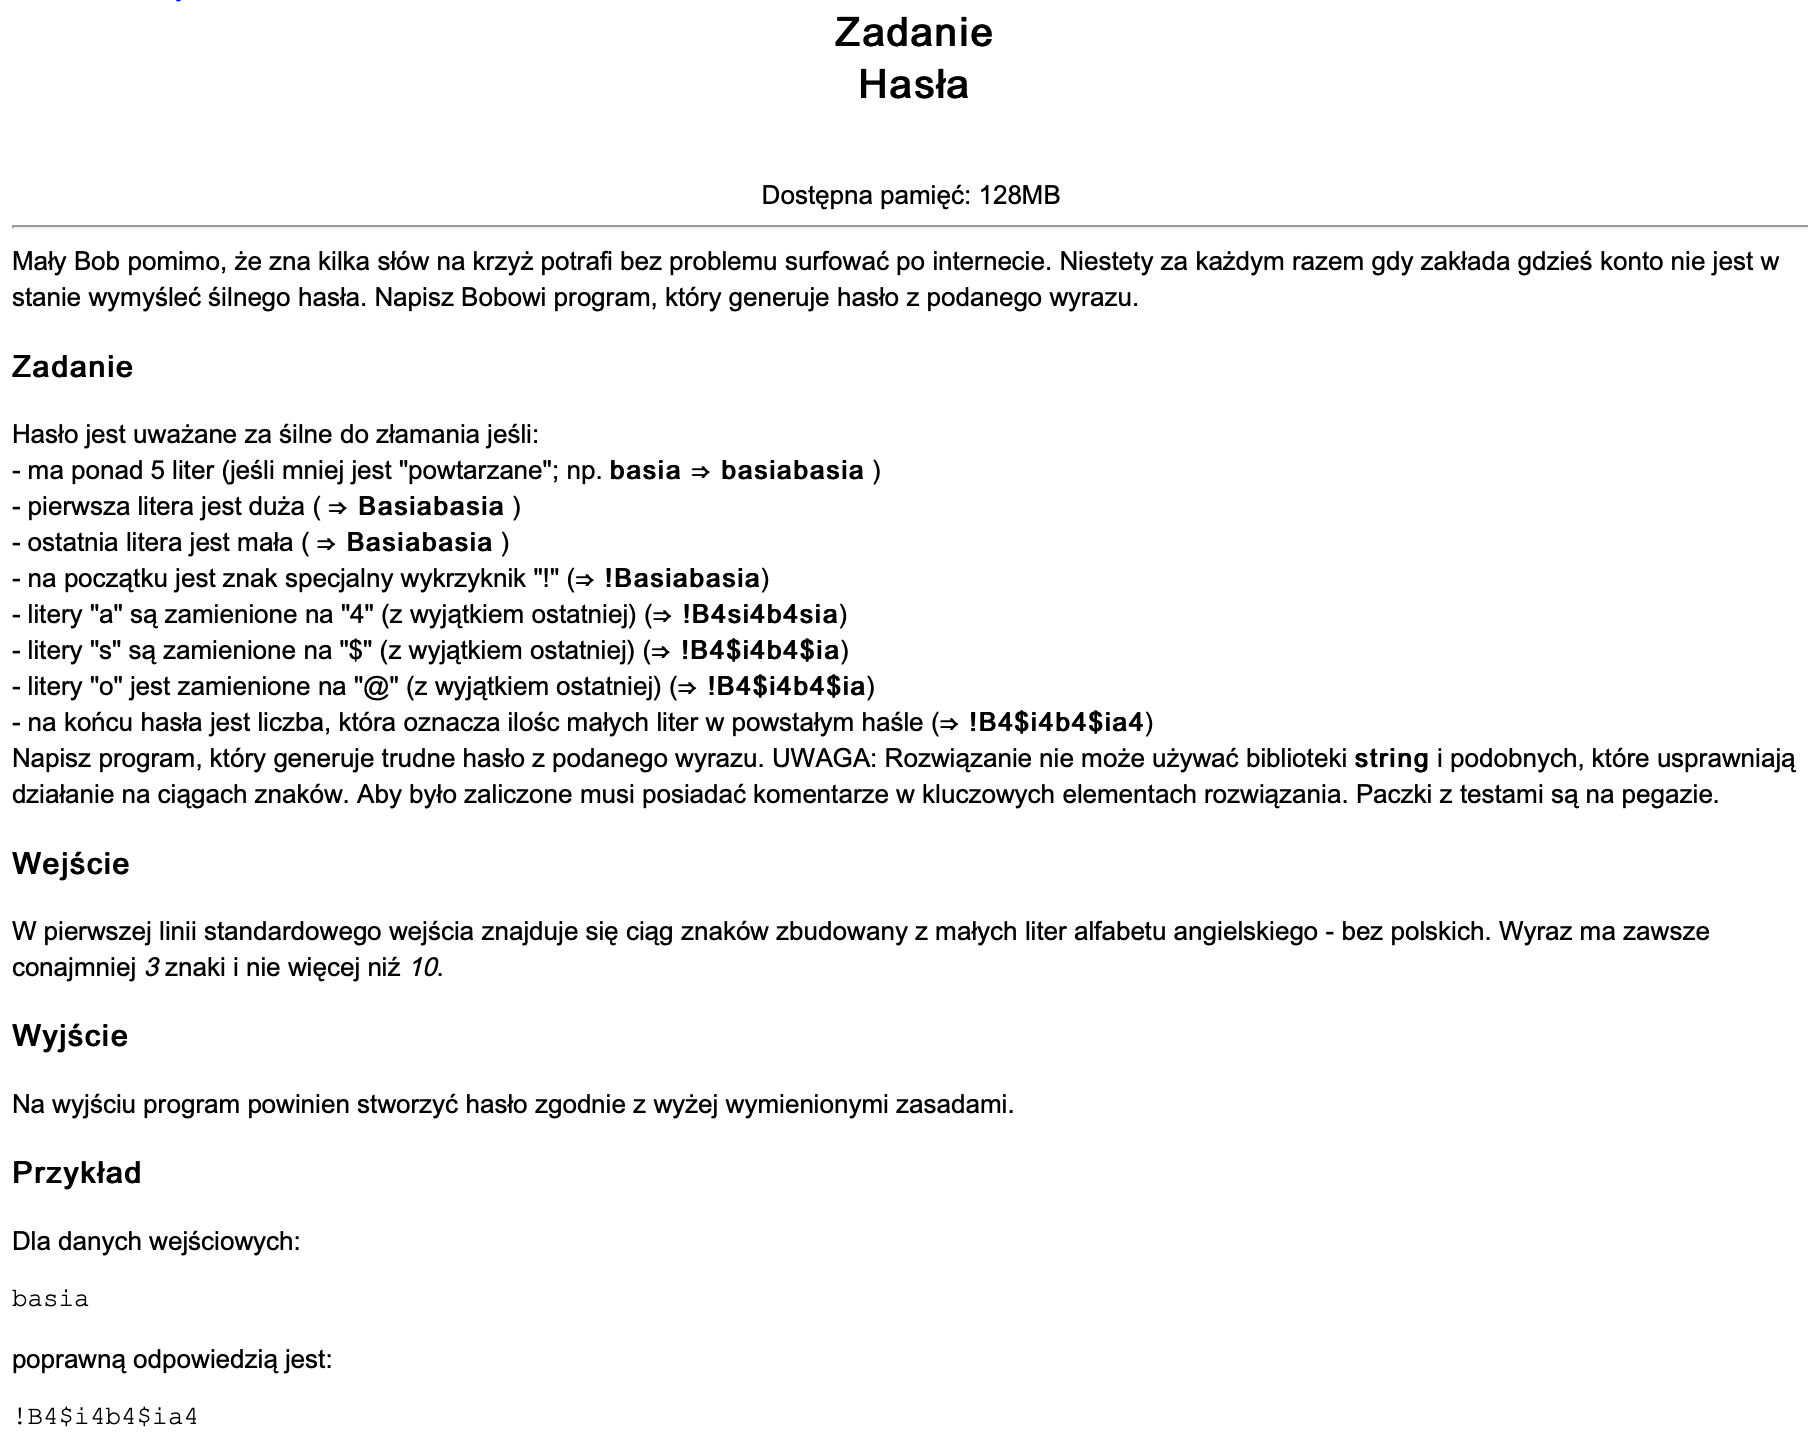 Zadanie
Hasła
Dostępna pamięć: 128MB
Mały Bob pomimo, że zna kilka słów na krzyż potrafi bez problemu surfować po internecie. Niestety za każdym razem gdy zakłada gdzieś konto nie jest w
stanie wymyśleć śilnego hasła. Napisz Bobowi program, który generuje hasło z podanego wyrazu.
Zadanie
Hasło jest uważane za śilne do złamania jeśli:
- ma ponad 5 liter (jeśli mniej jest "powtarzane"; np. basia ⇒ basiabasia )
- pierwsza litera jest duża ( ⇒ Basiabasia )
- ostatnia litera jest mała ( ⇒ Basiabasia )
- na początku jest znak specjalny wykrzyknik "!" (⇒ !Basiabasia)
- litery "a" są zamienione na "4" (z wyjątkiem ostatniej) (⇒ !B4si4b4sia)
- litery "s" są zamienione na "$" (z wyjątkiem ostatniej) (⇒ !B4$i4b4$ia)
- litery "o" jest zamienione na "@" (z wyjątkiem ostatniej) (⇒ !B4$i4b4$ia)
- na końcu hasła jest liczba, która oznacza ilośc małych liter w powstałym haśle (⇒ !B4$i4b4$ia4)
Napisz program, który generuje trudne hasło z podanego wyrazu. UWAGA: Rozwiązanie nie może używać biblioteki string i podobnych, które usprawniają
działanie na ciągach znaków. Aby było zaliczone musi posiadać komentarze w kluczowych elementach rozwiązania. Paczki z testami są na pegazie.
Wejście
W pierwszej linii standardowego wejścia znajduje się ciąg znaków zbudowany z małych liter alfabetu angielskiego - bez polskich. Wyraz ma zawsze
conajmniej 3 znaki i nie więcej niź 10.
Wyjście
Na wyjściu program powinien stworzyć hasło zgodnie z wyżej wymienionymi zasadami.
Przykład
Dla danych wejściowych:
basia
poprawną odpowiedzią jest:
!B4$i4b4$ia4